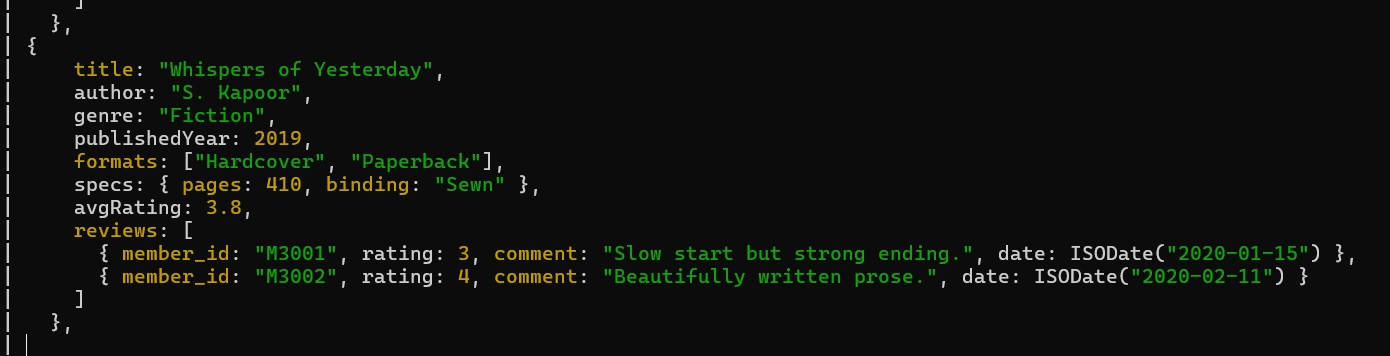 |     ]
|   },
| {
|     title: "Whispers of Yesterday",
|     author: "S. Kapoor",
|     genre: "Fiction",
|     publishedYear: 2019,
|     formats: ["Hardcover", "Paperback"],
|     specs: { pages: 410, binding: "Sewn" },
|     avgRating: 3.8,
|     reviews: [
|       { member_id: "M3001", rating: 3, comment: "Slow start but strong ending.", date: ISODate("2020-01-15") },
|       { member_id: "M3002", rating: 4, comment: "Beautifully written prose.", date: ISODate("2020-02-11") }
|     ]
|   },
|